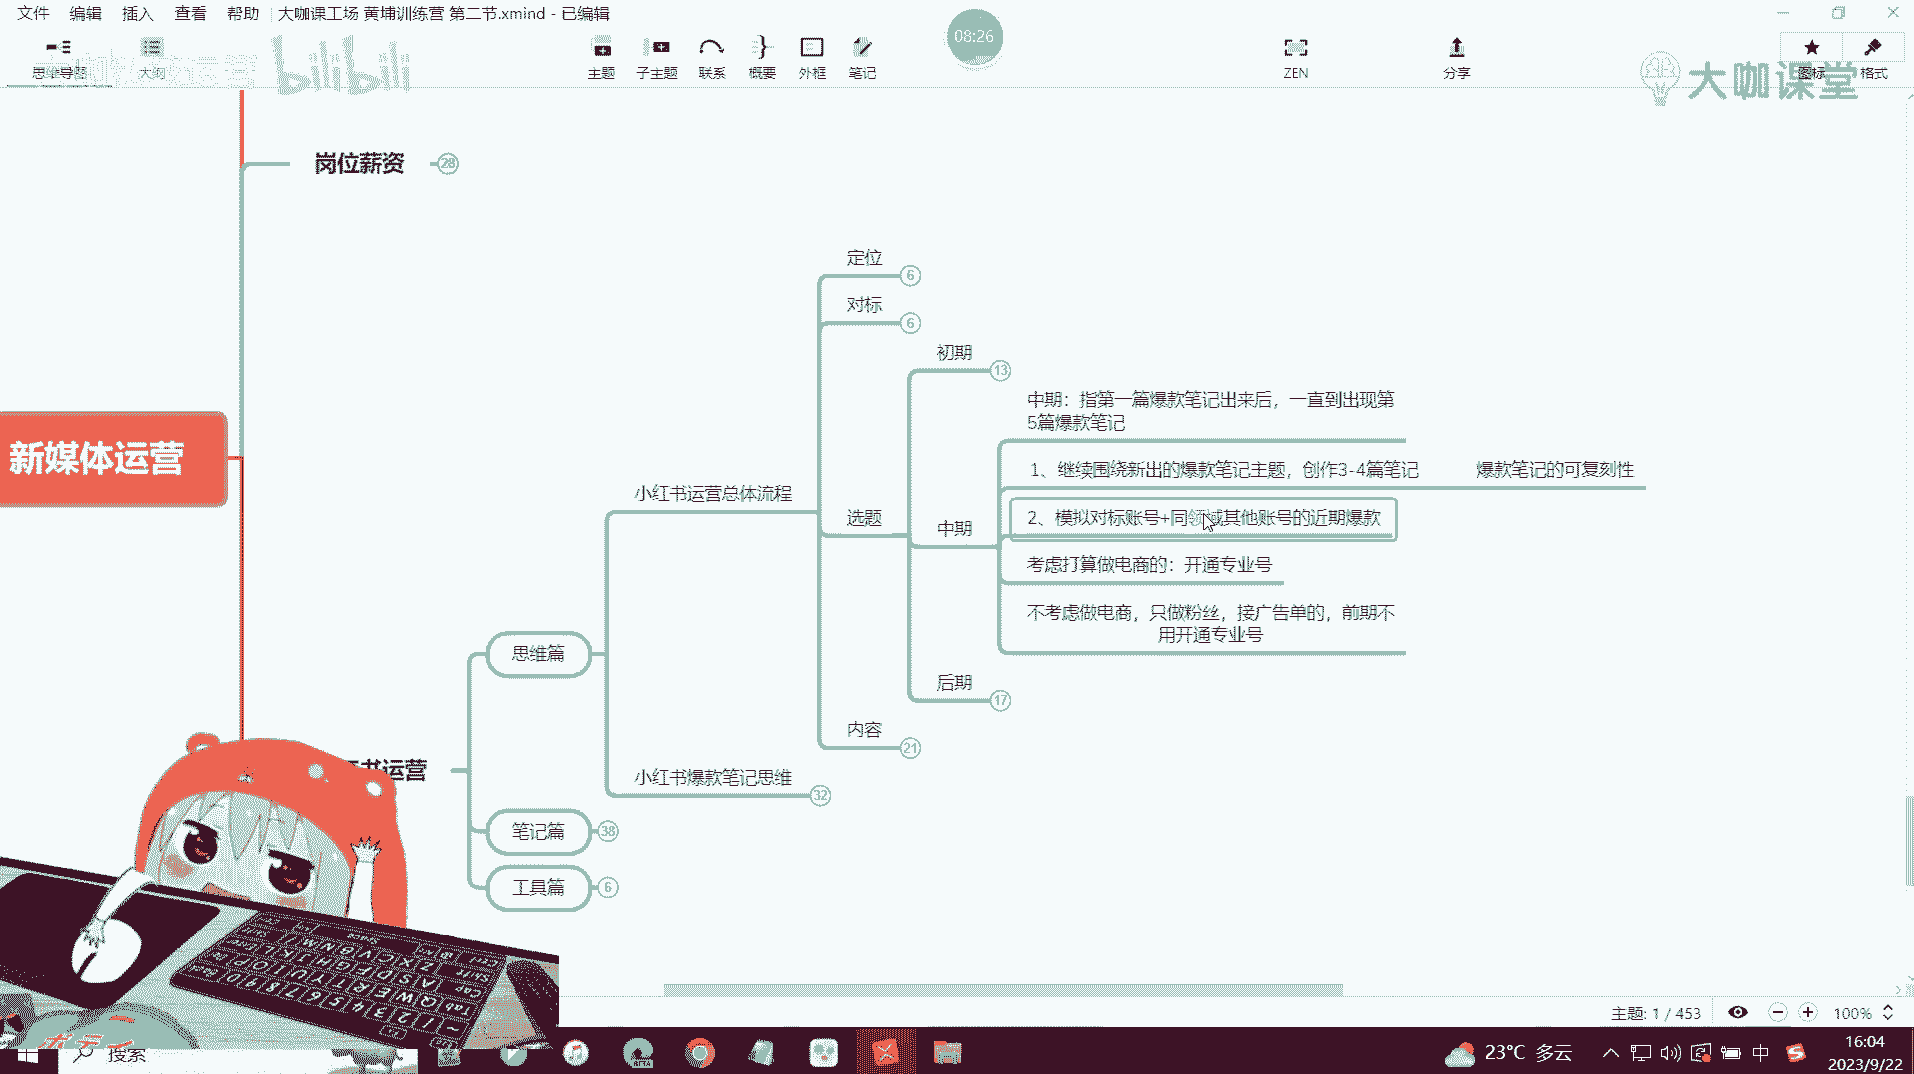 文件 编辑 插入 查看 帮助 大咖课工场 黄埔训练营 第二节.xmind - 已编辑
08:26
思维导图 大纲 主题 子主题 联系 概要 外框 笔记 ZEN 分享 图标 格式
bilibili
大咖课堂
岗位薪资 28
定位 6
对标 6
初期 13
中期：指第一篇爆款笔记出来后，一直到出现第
5篇爆款笔记
1、继续围绕新出的爆款笔记主题，创作3-4篇笔记 爆款笔记的可复刻性
新媒体运营
小红书运营总体流程
选题
中期
2、模拟对标账号+同领域其他账号的近期爆款
考虑打算做电商的：开通专业号
不考虑做电商，只做粉丝，接广告单的，前期不
用开通专业号
思维篇
后期 17
内容 21
书运营
小红书爆款笔记思维 32
笔记篇 38
工具篇 6
主题: 1 / 453 100%
搜索
23°C 多云
中
16:04
2023/9/22